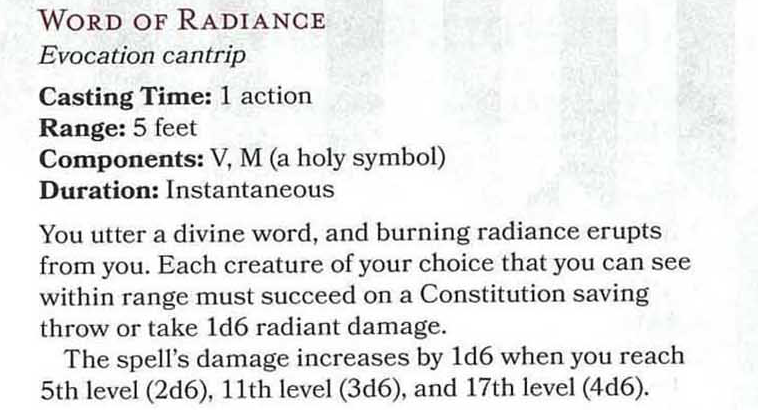 WORD OF RADIANCE
Evocation cantrip
Casting Time: 1 action
Range: 5 feet
Components: V, M (a holy symbol)
Duration: Instantaneous
You utter a divine word, and burning radiance erupts
from you. Each creature of your choice that you can see
within range must succeed on a Constitution saving
throw or take 1d6 radiant damage.
The spell's damage increases by 1d6 when you reach
5th level (2d6), 11th level (3d6), and 17th level (4d6).